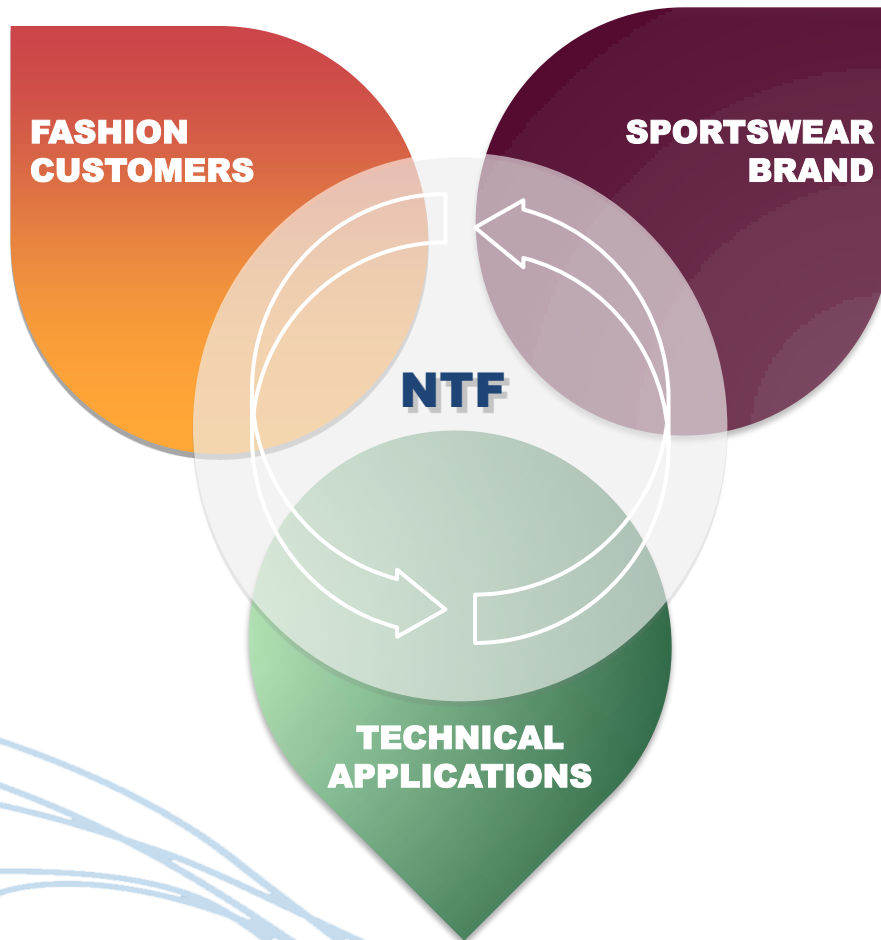 FASHION
CUSTOMERS
SPORTSWEAR
BRAND
NTF
TECHNICAL
APPLICATIONS